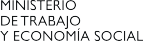 MINISTERIO
DE TRABAJO
Y ECONOMÍA SOCIAL